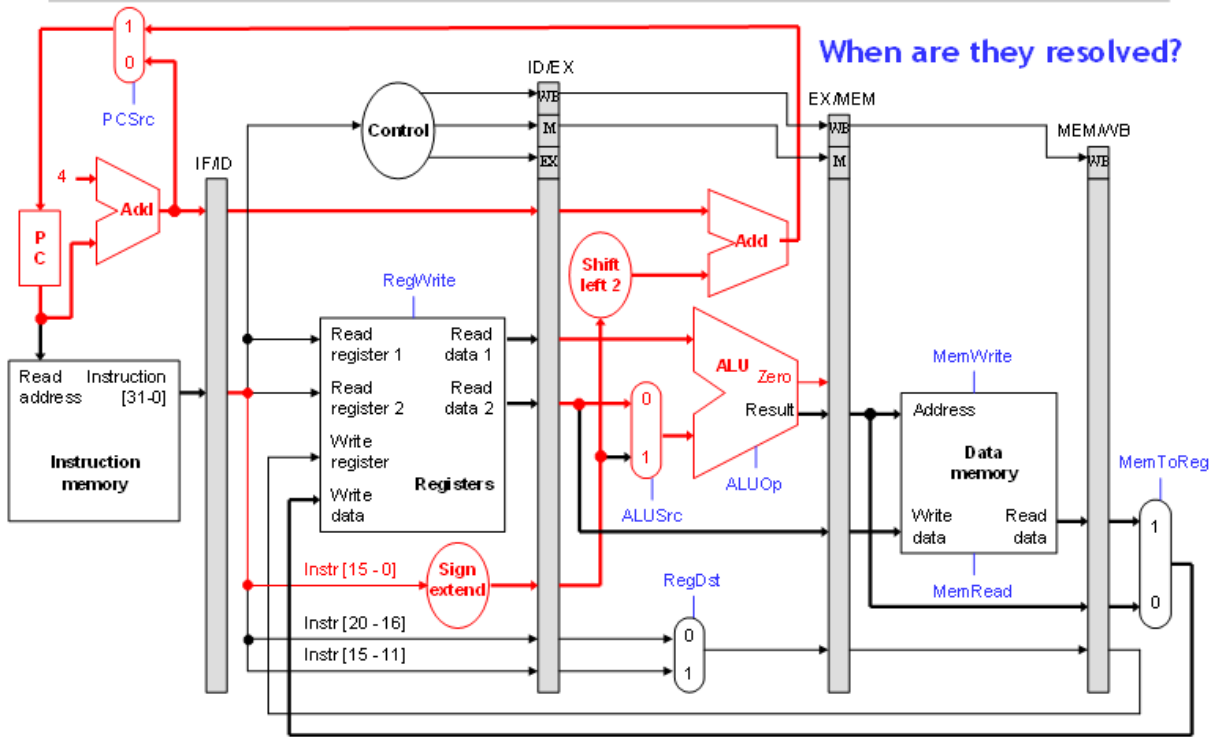 When are they resolved?
1
0
PCSrc
ID/EX
WB
M
EX
Control
EX/MEM
WB
M
MEM/WB
WB
IF/ID
4
Add
P
C
Add
Shift
left 2
RegWrite
Read
register 1
Read
data 1
Read
register 2
Read
data 2
Write
register
Write
data
Registers
Read
address
Instruction
[31-0]
Instruction
memory
0
1
ALUSrc
ALU
Zero
Result
ALUOp
MemWrite
Address
Data
memory
Write
data
Read
data
MemRead
MemToReg
1
0
Instr [15 - 0]
Sign
extend
RegDst
Instr [20 - 16]
0
Instr [15 - 11]
1